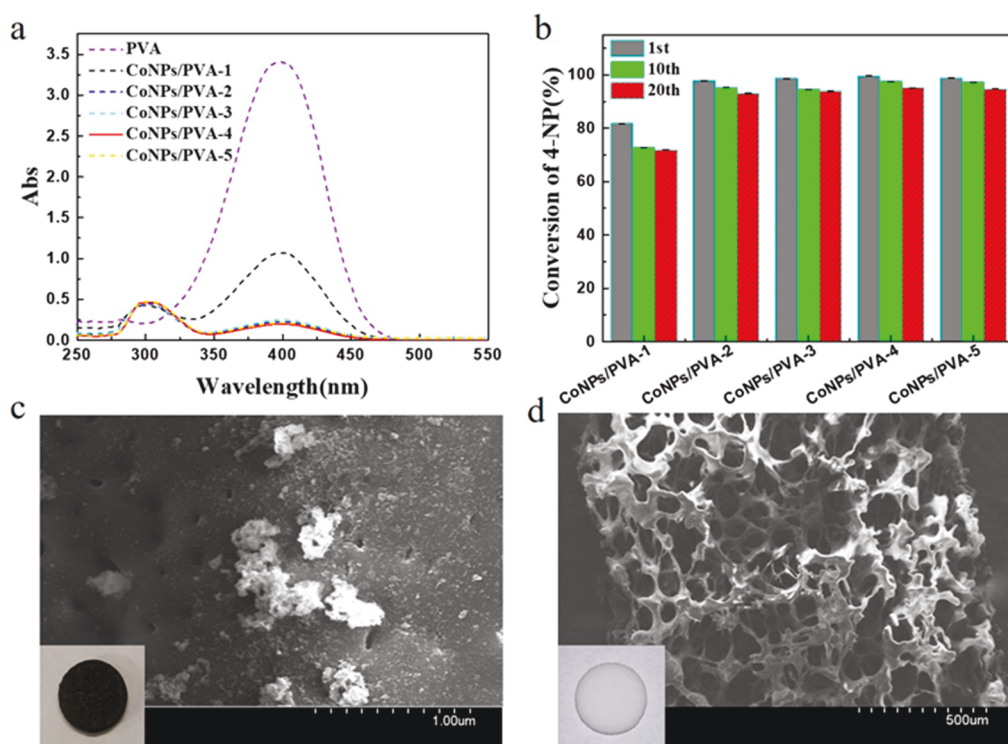 a
3.5
3.0
2.5
2.0
1.5
1.0
0.5
0.0
Abs
PVA
CoNPs/PVA-1
CoNPs/PVA-2
CoNPs/PVA-3
CoNPs/PVA-4
CoNPs/PVA-5
250 300 350 400 450 500 550
Wavelength(nm)
b
100
80
60
40
20
0
Conversion of 4-NP(%)
1st
10th
20th
CoNPs/PVA-1 CoNPs/PVA-2 CoNPs/PVA-3 CoNPs/PVA-4 CoNPs/PVA-5
c
1.00um
d
500um